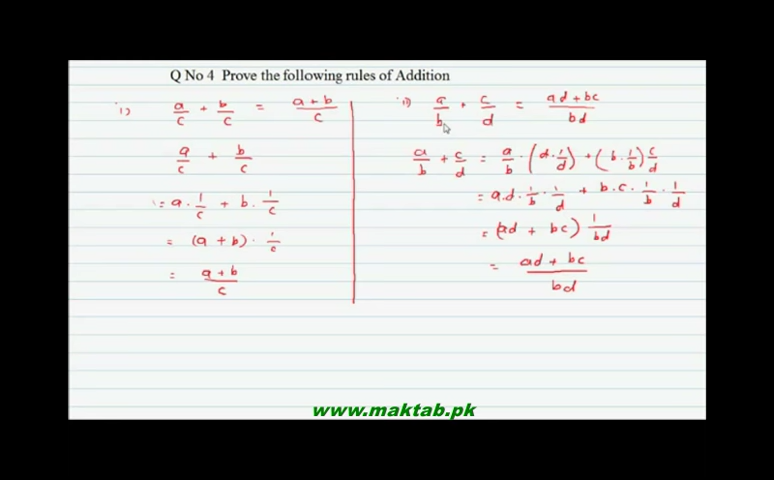 Q No 4 Prove the following rules of Addition
i) a/c + b/c = a+b/c
a/c + b/c
= a · 1/c + b · 1/c
= (a + b) · 1/c
= a+b/c
ii) a/b + c/d = ad+bc/bd
a/b + c/d = a/b · (d · 1/d) + (b · 1/b) c/d
= a.d · 1/b · 1/d + b.c · 1/b · 1/d
= (ad + bc) 1/bd
= ad + bc/bd
www.maktab.pk